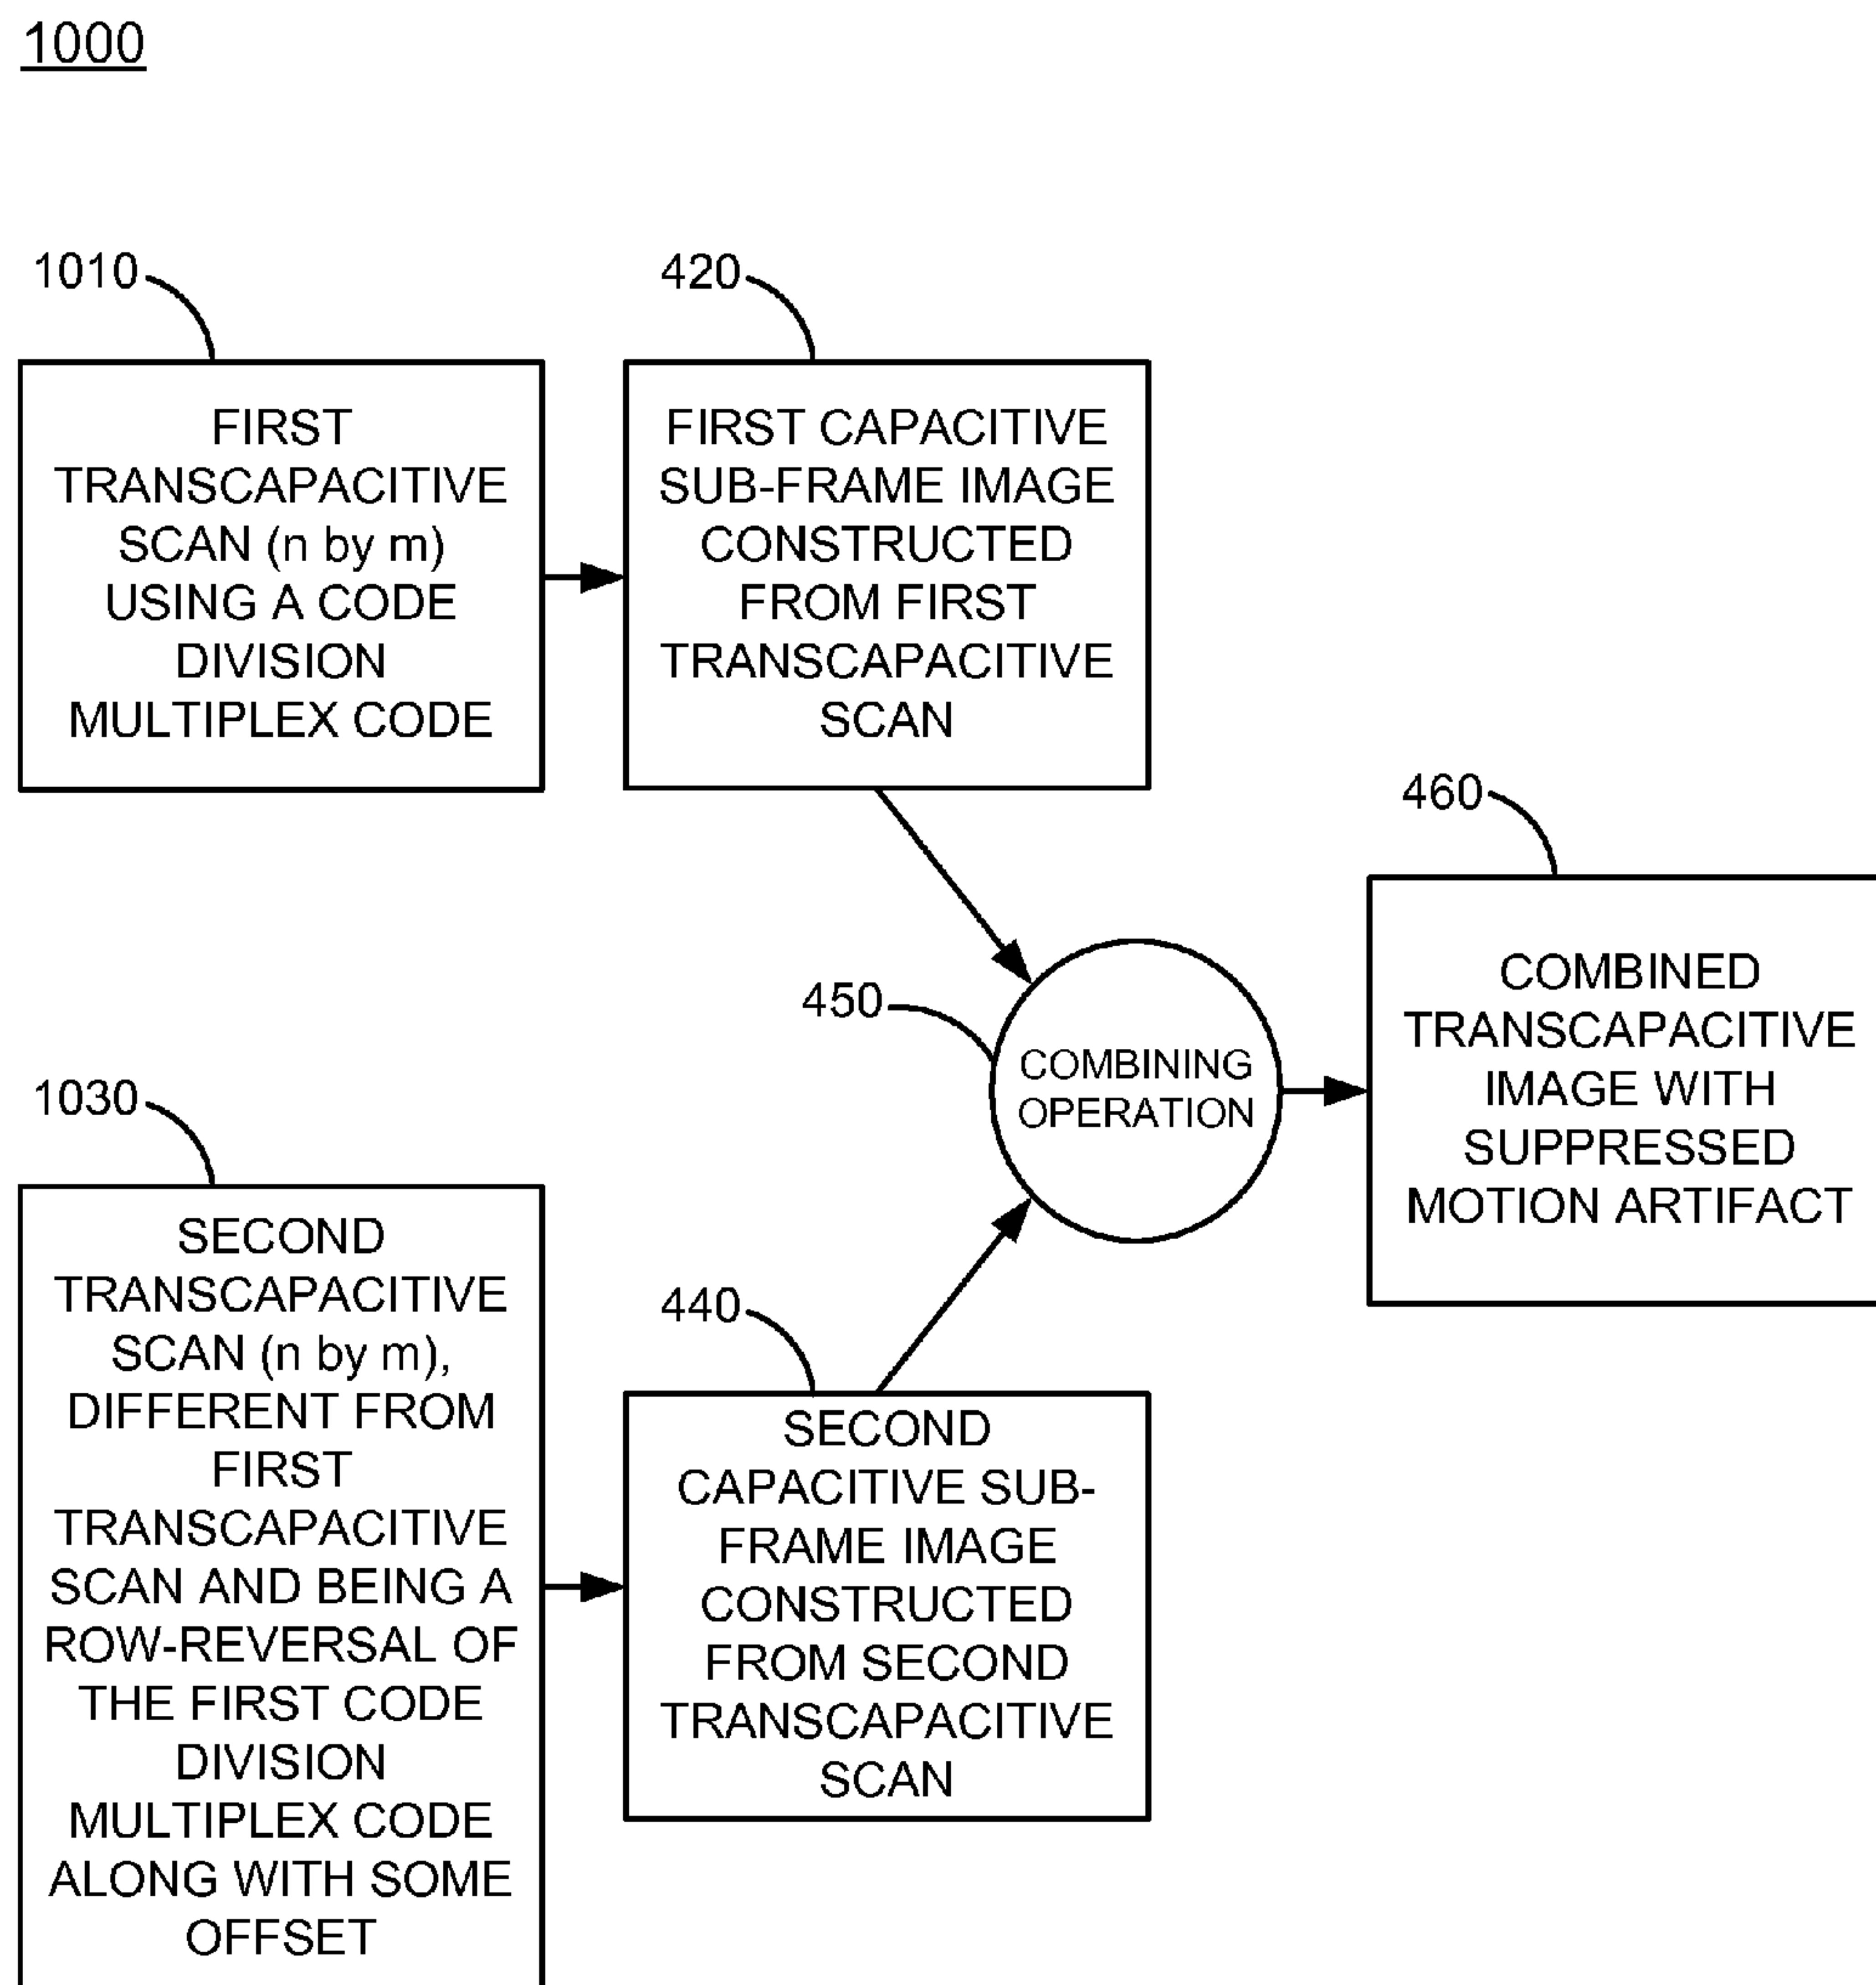 1000
1010
FIRST
TRANSCAPACITIVE
SCAN (n by m)
USING A CODE
DIVISION
MULTIPLEX CODE
420
FIRST CAPACITIVE
SUB-FRAME IMAGE
CONSTRUCTED
FROM FIRST
TRANSCAPACITIVE
SCAN
460
COMBINED
TRANSCAPACITIVE
IMAGE WITH
SUPPRESSED
MOTION ARTIFACT
450
COMBINING
OPERATION
1030
SECOND
TRANSCAPACITIVE
SCAN (n by m),
DIFFERENT FROM
FIRST
TRANSCAPACITIVE
SCAN AND BEING A
ROW-REVERSAL OF
THE FIRST CODE
DIVISION
MULTIPLEX CODE
ALONG WITH SOME
OFFSET
440
SECOND
CAPACITIVE SUB-
FRAME IMAGE
CONSTRUCTED
FROM SECOND
TRANSCAPACITIVE
SCAN